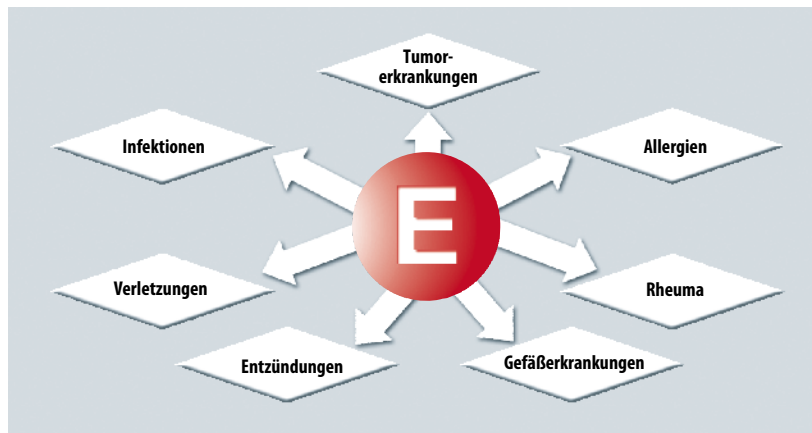 Tumor-
erkrankungen
Infektionen
Allergien
E
Verletzungen
Rheuma
Entzündungen
Gefäßerkrankungen